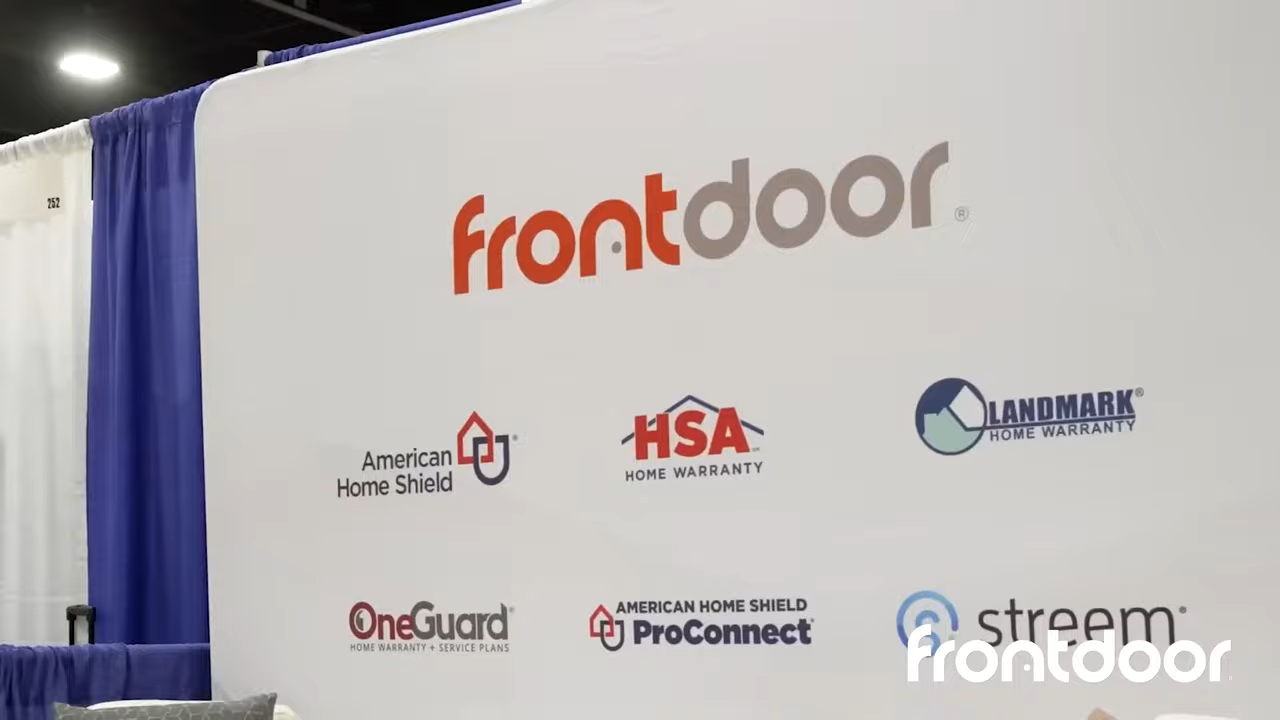 252
frontdoor®
American
Home Shield®
HSA
HOME WARRANTY
LANDMARK®
HOME WARRANTY
OneGuard®
HOME WARRANTY + SERVICE PLANS
AMERICAN HOME SHIELD
ProConnect®
streem®
frontdoor